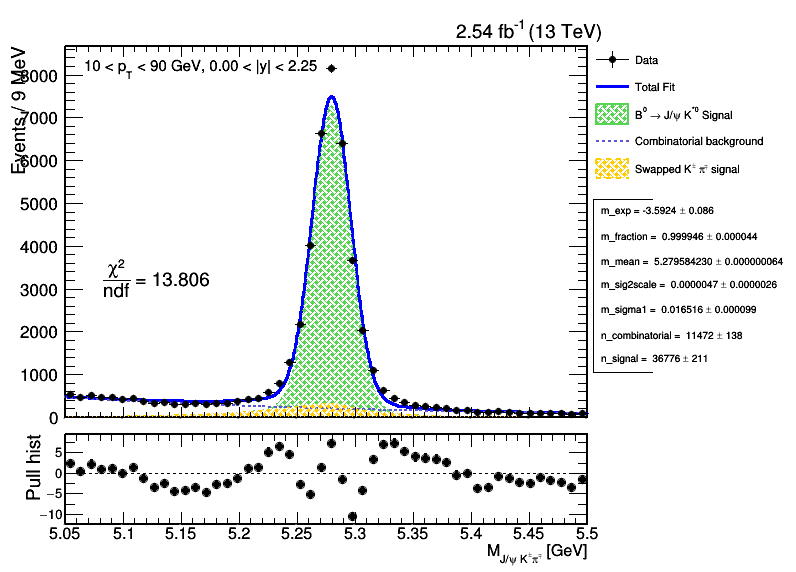 2.54 fb⁻¹ (13 TeV)
Events / 9 MeV
10 < p_T < 90 GeV, 0.00 < |y| < 2.25
8000
7000
6000
5000
4000
3000
2000
1000
0
χ²/ndf = 13.806
Data
Total Fit
B⁰ → J/ψ K*⁰ Signal
Combinatorial background
Swapped K± π∓ signal
m_exp = -3.5924 ± 0.086
m_fraction = 0.999946 ± 0.000044
m_mean = 5.279584230 ± 0.000000064
m_sig2scale = 0.0000047 ± 0.0000026
m_sigma1 = 0.016516 ± 0.000099
n_combinatorial = 11472 ± 138
n_signal = 36776 ± 211
Pull hist
5
0
−5
−10
5.05 5.1 5.15 5.2 5.25 5.3 5.35 5.4 5.45 5.5
M_J/ψ K±π∓ [GeV]